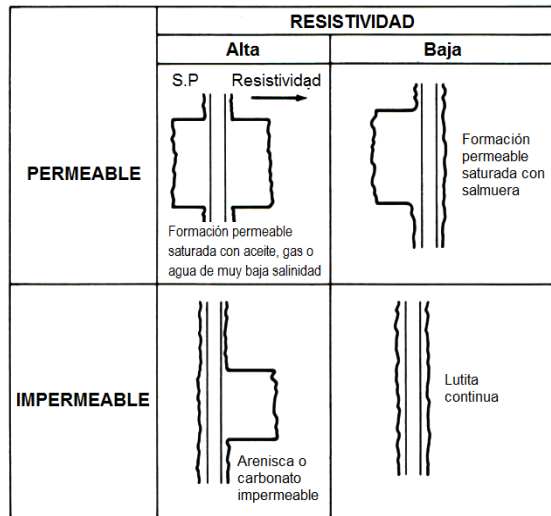 RESISTIVIDAD
Alta
Baja
PERMEABLE
S.P
Resistividad
Formación permeable
saturada con aceite, gas o
agua de muy baja salinidad
Formación
permeable
saturada con
salmuera
IMPERMEABLE
Arenisca o
carbonato
impermeable
Lutita
continua